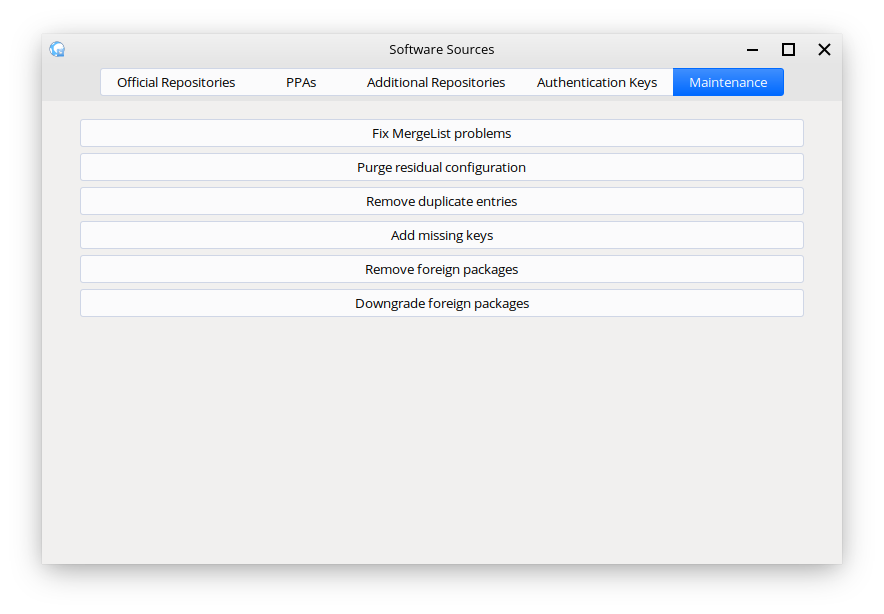 Software Sources
Official Repositories PPAs Additional Repositories Authentication Keys Maintenance
Fix MergeList problems
Purge residual configuration
Remove duplicate entries
Add missing keys
Remove foreign packages
Downgrade foreign packages